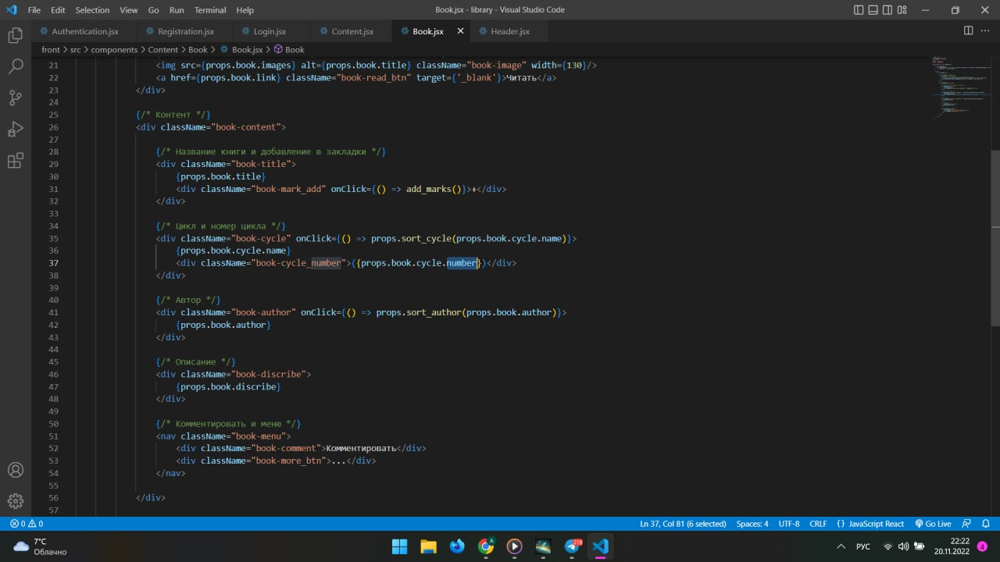 File Edit Selection View Go Run Terminal Help Book.jsx - library - Visual Studio Code
Authentication.jsx Registration.jsx Login.jsx Content.jsx Book.jsx Header.jsx
front > src > components > Content > Book > Book.jsx > Book
21 <img src={props.book.images} alt={props.book.title} className="book-image" width={130}/>
22 <a href={props.book.link} className="book-read_btn" target={'_blank'}>Читать</a>
23 </div>
24
25 {/* Контент */}
26 <div className="book-content">
27
28 {/* Название книги и добавление в закладки */}
29 <div className="book-title">
30 {props.book.title}
31 <div className="book-mark_add" onClick={() => add_marks()}>+</div>
32 </div>
33
34 {/* Цикл и номер цикла */}
35 <div className="book-cycle" onClick={() => props.sort_cycle(props.book.cycle.name)}>
36 {props.book.cycle.name}
37 <div className="book-cycle_number">({props.book.cycle.number})</div>
38 </div>
39
40 {/* Автор */}
41 <div className="book-author" onClick={() => props.sort_author(props.book.author)}>
42 {props.book.author}
43 </div>
44
45 {/* Описание */}
46 <div className="book-discribe">
47 {props.book.discribe}
48 </div>
49
50 {/* Комментировать и меню */}
51 <nav className="book-menu">
52 <div className="book-comment">Комментировать</div>
53 <div className="book-more_btn">...</div>
54 </nav>
55
56 </div>
57
0 0 Ln 37, Col 81 (6 selected) Spaces: 4 UTF-8 CRLF {} JavaScript React Go Live
7°C
Облачно
218
A
РУС
22:22
20.11.2022
4